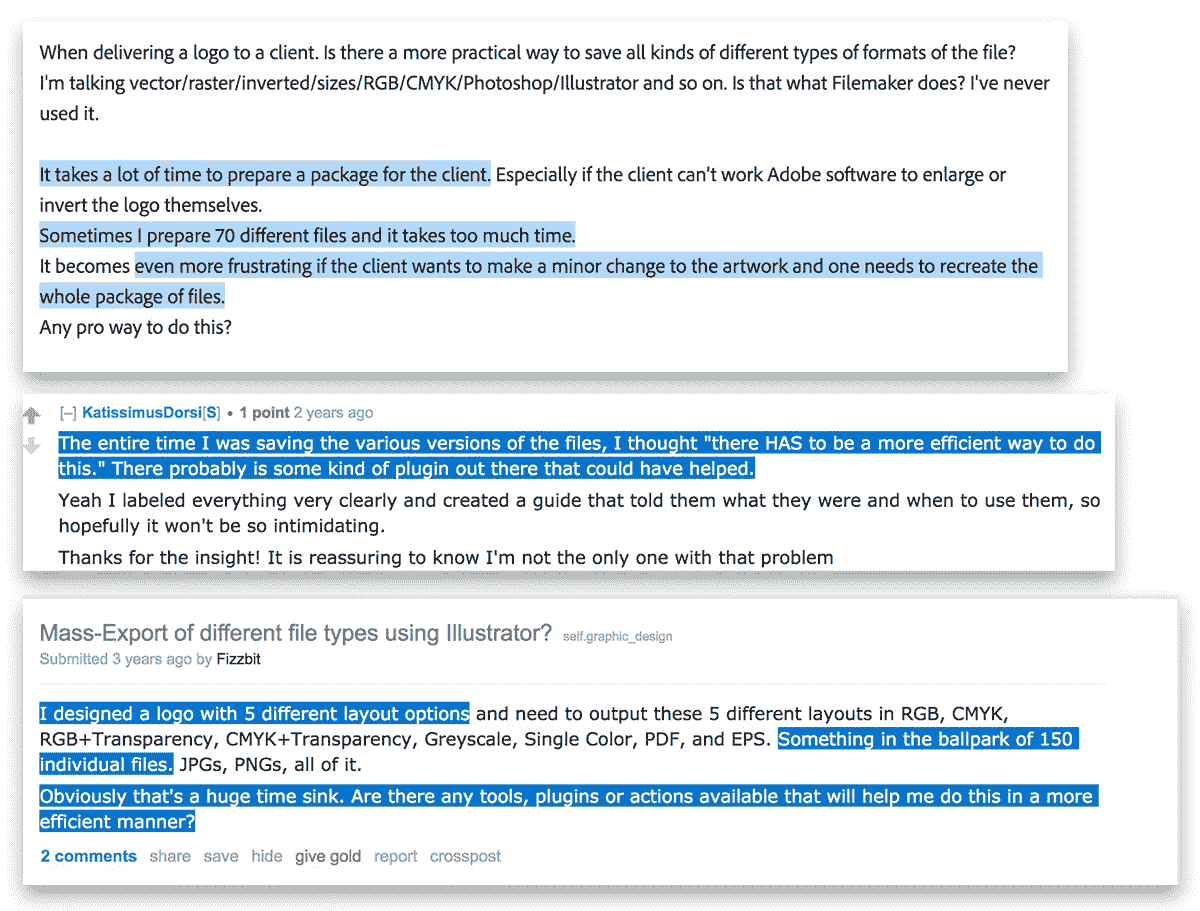 When delivering a logo to a client. Is there a more practical way to save all kinds of different types of formats of the file?
I'm talking vector/raster/inverted/sizes/RGB/CMYK/Photoshop/Illustrator and so on. Is that what Filemaker does? I've never
used it.
It takes a lot of time to prepare a package for the client. Especially if the client can't work Adobe software to enlarge or
invert the logo themselves.
Sometimes I prepare 70 different files and it takes too much time.
It becomes even more frustrating if the client wants to make a minor change to the artwork and one needs to recreate the
whole package of files.
Any pro way to do this?
[–] KatissimusDorsi[S] • 1 point 2 years ago
The entire time I was saving the various versions of the files, I thought "there HAS to be a more efficient way to do
this." There probably is some kind of plugin out there that could have helped.
Yeah I labeled everything very clearly and created a guide that told them what they were and when to use them, so
hopefully it won't be so intimidating.
Thanks for the insight! It is reassuring to know I'm not the only one with that problem
Mass-Export of different file types using Illustrator? self.graphic_design
Submitted 3 years ago by Fizzbit
I designed a logo with 5 different layout options and need to output these 5 different layouts in RGB, CMYK,
RGB+Transparency, CMYK+Transparency, Greyscale, Single Color, PDF, and EPS. Something in the ballpark of 150
individual files. JPGs, PNGs, all of it.
Obviously that's a huge time sink. Are there any tools, plugins or actions available that will help me do this in a more
efficient manner?
2 comments share save hide give gold report crosspost